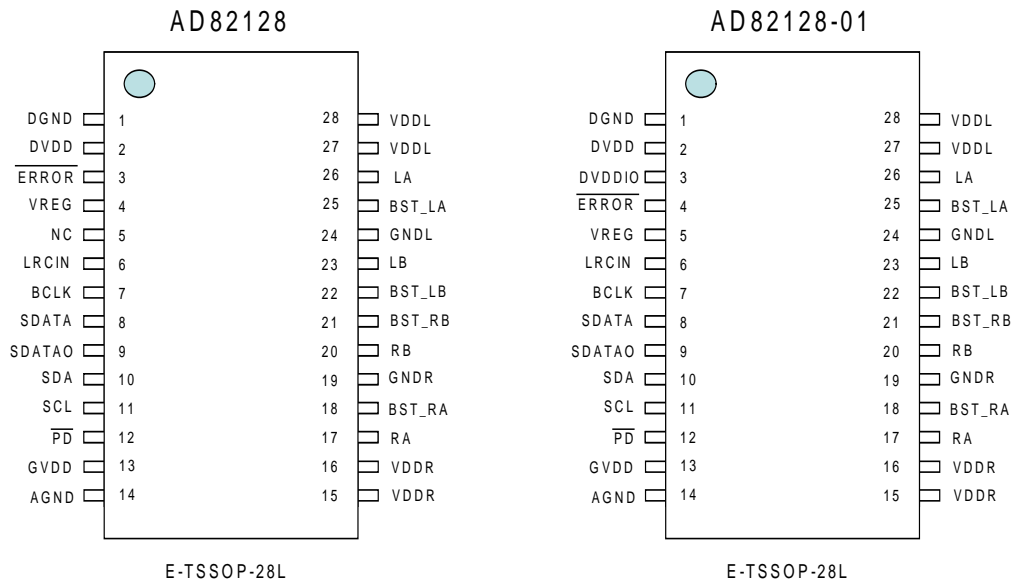 AD82128
DGND 1 28 VDDL
DVDD 2 27 VDDL
ERROR 3 26 LA
VREG 4 25 BST_LA
NC 5 24 GNDL
LRCIN 6 23 LB
BCLK 7 22 BST_LB
SDATA 8 21 BST_RB
SDATAO 9 20 RB
SDA 10 19 GNDR
SCL 11 18 BST_RA
PD 12 17 RA
GVDD 13 16 VDDR
AGND 14 15 VDDR
E-TSSOP-28L
AD82128-01
DGND 1 28 VDDL
DVDD 2 27 VDDL
DVDDIO 3 26 LA
ERROR 4 25 BST_LA
VREG 5 24 GNDL
LRCIN 6 23 LB
BCLK 7 22 BST_LB
SDATA 8 21 BST_RB
SDATAO 9 20 RB
SDA 10 19 GNDR
SCL 11 18 BST_RA
PD 12 17 RA
GVDD 13 16 VDDR
AGND 14 15 VDDR
E-TSSOP-28L